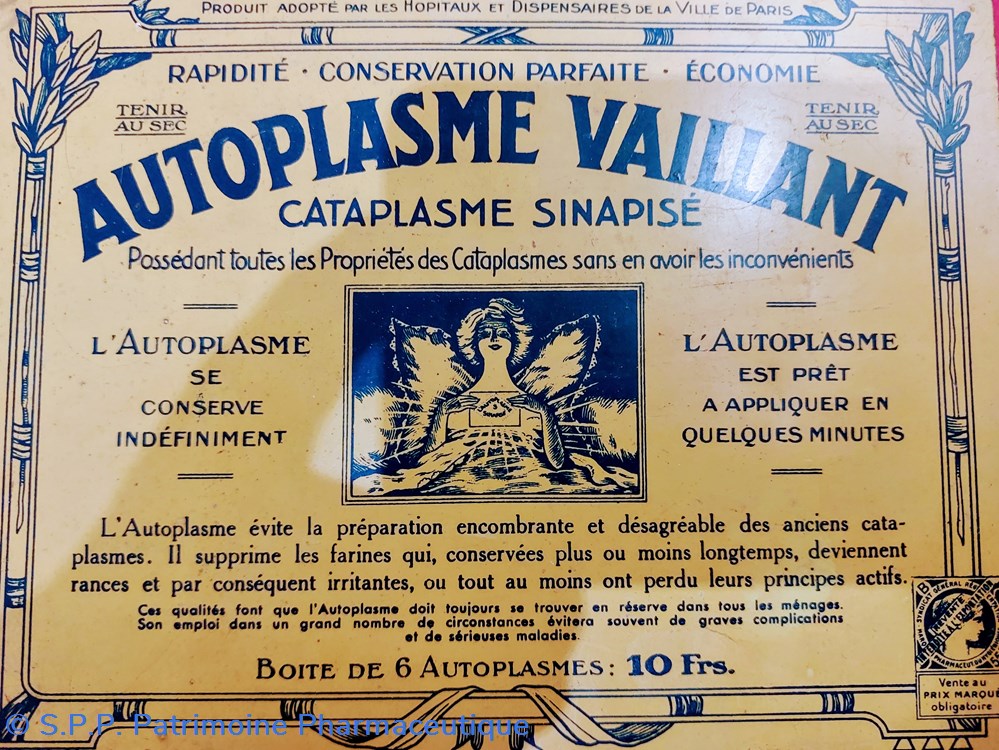 PRODUIT ADOPTÉ PAR LES HOPITAUX ET DISPENSAIRES DE LA VILLE DE PARIS
RAPIDITÉ · CONSERVATION PARFAITE · ÉCONOMIE
TENIR
AU SEC
TENIR
AU SEC
AUTOPLASME VAILLANT
CATAPLASME SINAPISÉ
Possédant toutes les Propriétés des Cataplasmes sans en avoir les inconvénients
L'AUTOPLASME
SE
CONSERVE
INDÉFINIMENT
L'AUTOPLASME
EST PRÊT
A APPLIQUER EN
QUELQUES MINUTES
L'Autoplasme évite la préparation encombrante et désagréable des anciens cata-
plasmes. Il supprime les farines qui, conservées plus ou moins longtemps, deviennent
rances et par conséquent irritantes, ou tout au moins ont perdu leurs principes actifs.
Ces qualités font que l'Autoplasme doit toujours se trouver en réserve dans tous les ménages.
Son emploi dans un grand nombre de circonstances évitera souvent de graves complications
et de sérieuses maladies.
BOITE DE 6 AUTOPLASMES : 10 Frs.
Vente au
PRIX MARQUÉ
obligatoire
© S.P.P. Patrimoine Pharmaceutique